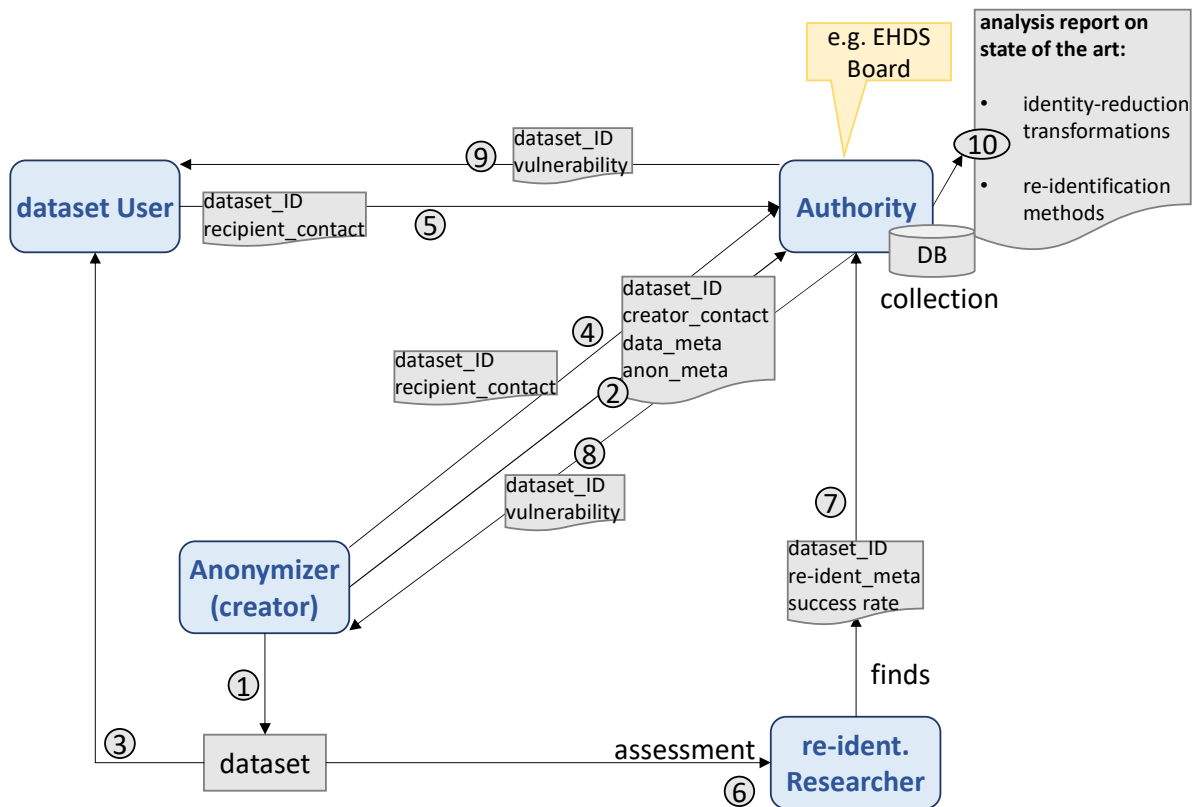 analysis report on
state of the art:
• identity-reduction
transformations
• re-identification
methods
e.g. EHDS
Board
10
dataset_ID
vulnerability
9
dataset User
dataset_ID
recipient_contact
5
Authority
DB
collection
dataset_ID
creator_contact
data_meta
anon_meta
4
dataset_ID
recipient_contact
2
8
dataset_ID
vulnerability
7
dataset_ID
re-ident_meta
success rate
Anonymizer
(creator)
1
finds
3
dataset
assessment
6
re-ident.
Researcher